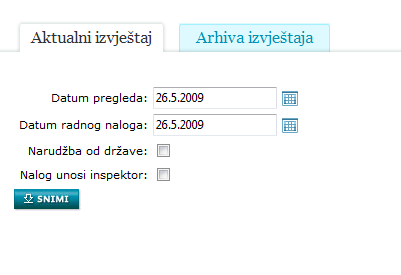 Aktualni izvještaj Arhiva izvještaja
Datum pregleda: 26.5.2009
Datum radnog naloga: 26.5.2009
Narudžba od države:
Nalog unosi inspektor:
SNIMI